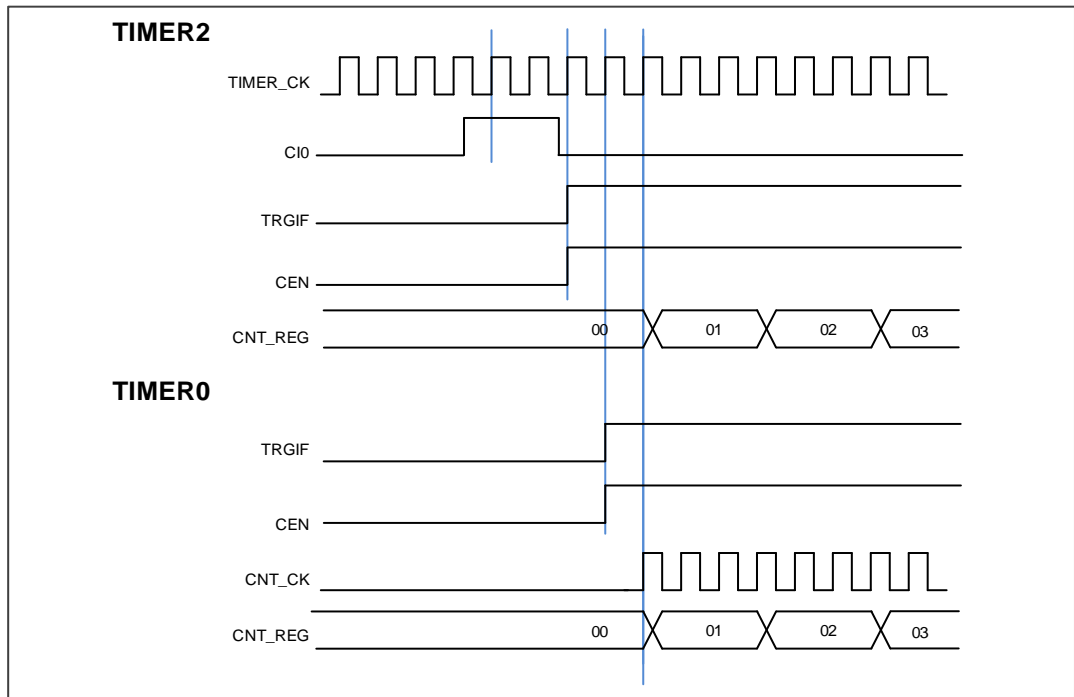 TIMER2
TIMER_CK
CI0
TRGIF
CEN
CNT_REG 00 01 02 03
TIMER0
TRGIF
CEN
CNT_CK
CNT_REG 00 01 02 03